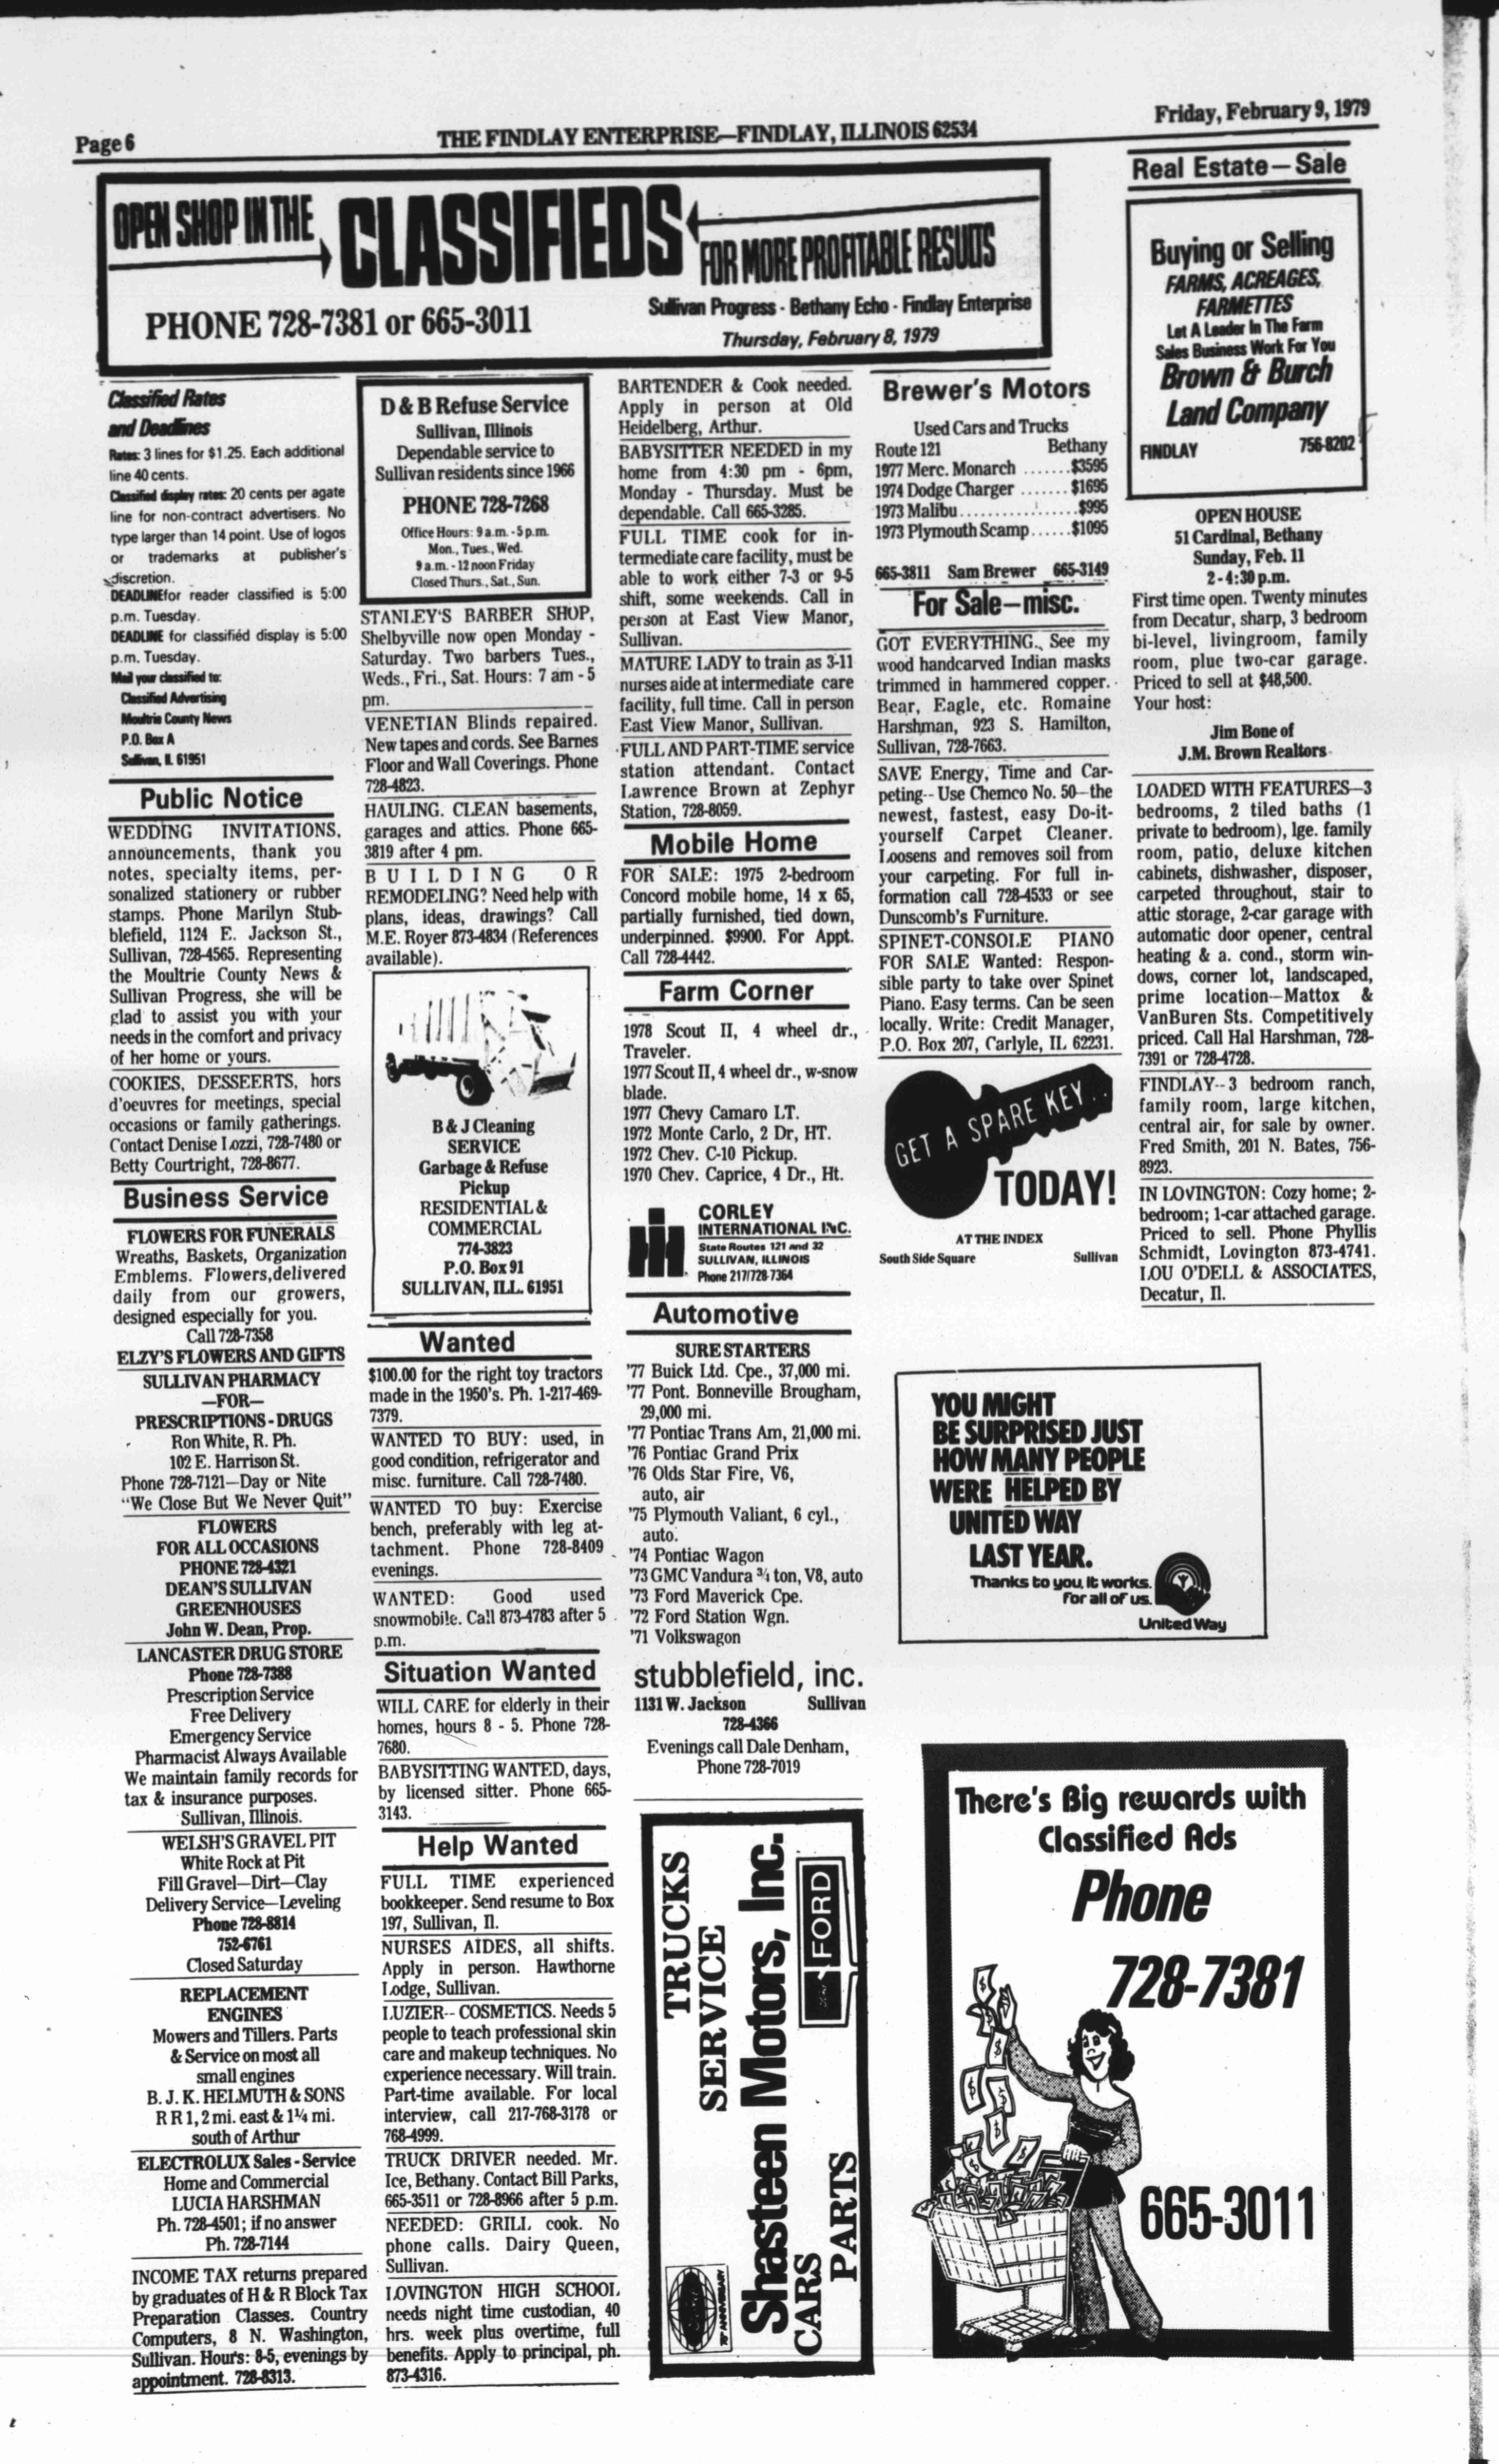 Page 6
THE FINDLAY ENTERPRISE—FINDLAY, ILLINOIS 62534
Friday, February 9, 1979
OPEN SHOP IN THE
CLASSIFIEDS
FOR MORE PROFITABLE RESULTS
PHONE 728-7381 or 665-3011
Sullivan Progress - Bethany Echo - Findlay Enterprise
Thursday, February 8, 1979
Classified Rates
and Deadlines
Rates: 3 lines for $1.25. Each additional
line 40 cents.
Classified display rates: 20 cents per agate
line for non-contract advertisers. No
type larger than 14 point. Use of logos
or trademarks at publisher's
discretion.
DEADLINE for reader classified is 5:00
p.m. Tuesday.
DEADLINE for classified display is 5:00
p.m. Tuesday.
Mail your classified to:
Classified Advertising
Moultrie County News
P.O. Box A
Sullivan, IL 61951
Public Notice
WEDDING INVITATIONS,
announcements, thank you
notes, specialty items, per-
sonalized stationery or rubber
stamps. Phone Marilyn Stub-
blefield, 1124 E. Jackson St.,
Sullivan, 728-4565. Representing
the Moultrie County News &
Sullivan Progress, she will be
glad to assist you with your
needs in the comfort and privacy
of her home or yours.
COOKIES, DESSEERTS, hors
d'oeuvres for meetings, special
occasions or family gatherings.
Contact Denise Lozzi, 728-7480 or
Betty Courtright, 728-8677.
Business Service
FLOWERS FOR FUNERALS
Wreaths, Baskets, Organization
Emblems. Flowers,delivered
daily from our growers,
designed especially for you.
Call 728-7358
ELZY'S FLOWERS AND GIFTS
SULLIVAN PHARMACY
—FOR—
PRESCRIPTIONS - DRUGS
Ron White, R. Ph.
102 E. Harrison St.
Phone 728-7121—Day or Nite
"We Close But We Never Quit"
FLOWERS
FOR ALL OCCASIONS
PHONE 728-4321
DEAN'S SULLIVAN
GREENHOUSES
John W. Dean, Prop.
LANCASTER DRUG STORE
Phone 728-7388
Prescription Service
Free Delivery
Emergency Service
Pharmacist Always Available
We maintain family records for
tax & insurance purposes.
Sullivan, Illinois.
WELSH'S GRAVEL PIT
White Rock at Pit
Fill Gravel—Dirt—Clay
Delivery Service—Leveling
Phone 728-8814
752-6761
Closed Saturday
REPLACEMENT
ENGINES
Mowers and Tillers. Parts
& Service on most all
small engines
B. J. K. HELMUTH & SONS
R R 1, 2 mi. east & 1¼ mi.
south of Arthur
ELECTROLUX Sales - Service
Home and Commercial
LUCIA HARSHMAN
Ph. 728-4501; if no answer
Ph. 728-7144
INCOME TAX returns prepared
by graduates of H & R Block Tax
Preparation Classes. Country
Computers, 8 N. Washington,
Sullivan. Hours: 8-5, evenings by
appointment. 728-8313.
D & B Refuse Service
Sullivan, Illinois
Dependable service to
Sullivan residents since 1966
PHONE 728-7268
Office Hours: 9 a.m. - 5 p.m.
Mon., Tues., Wed.
9 a.m. - 12 noon Friday
Closed Thurs., Sat., Sun.
STANLEY'S BARBER SHOP,
Shelbyville now open Monday -
Saturday. Two barbers Tues.,
Weds., Fri., Sat. Hours: 7 am - 5
pm.
VENETIAN Blinds repaired.
New tapes and cords. See Barnes
Floor and Wall Coverings. Phone
728-4823.
HAULING. CLEAN basements,
garages and attics. Phone 665-
3819 after 4 pm.
BUILDING OR
REMODELING? Need help with
plans, ideas, drawings? Call
M.E. Royer 873-4834 (References
available).
B & J Cleaning
SERVICE
Garbage & Refuse
Pickup
RESIDENTIAL &
COMMERCIAL
774-3823
P.O. Box 91
SULLIVAN, ILL. 61951
Wanted
$100.00 for the right toy tractors
made in the 1950's. Ph. 1-217-469-
7379.
WANTED TO BUY: used, in
good condition, refrigerator and
misc. furniture. Call 728-7480.
WANTED TO buy: Exercise
bench, preferably with leg at-
tachment. Phone 728-8409
evenings.
WANTED: Good used
snowmobile. Call 873-4783 after 5
p.m.
Situation Wanted
WILL CARE for elderly in their
homes, hours 8 - 5. Phone 728-
7680.
BABYSITTING WANTED, days,
by licensed sitter. Phone 665-
3143.
Help Wanted
FULL TIME experienced
bookkeeper. Send resume to Box
197, Sullivan, Il.
NURSES AIDES, all shifts.
Apply in person. Hawthorne
Lodge, Sullivan.
LUZIER-- COSMETICS. Needs 5
people to teach professional skin
care and makeup techniques. No
experience necessary. Will train.
Part-time available. For local
interview, call 217-768-3178 or
768-4999.
TRUCK DRIVER needed. Mr.
Ice, Bethany. Contact Bill Parks,
665-3511 or 728-8966 after 5 p.m.
NEEDED: GRILL cook. No
phone calls. Dairy Queen,
Sullivan.
LOVINGTON HIGH SCHOOL
needs night time custodian, 40
hrs. week plus overtime, full
benefits. Apply to principal, ph.
873-4316.
BARTENDER & Cook needed.
Apply in person at Old
Heidelberg, Arthur.
BABYSITTER NEEDED in my
home from 4:30 pm - 6pm,
Monday - Thursday. Must be
dependable. Call 665-3285.
FULL TIME cook for in-
termediate care facility, must be
able to work either 7-3 or 9-5
shift, some weekends. Call in
person at East View Manor,
Sullivan.
MATURE LADY to train as 3-11
nurses aide at intermediate care
facility, full time. Call in person
East View Manor, Sullivan.
FULL AND PART-TIME service
station attendant. Contact
Lawrence Brown at Zephyr
Station, 728-8059.
Mobile Home
FOR SALE: 1975 2-bedroom
Concord mobile home, 14 x 65,
partially furnished, tied down,
underpinned. $9900. For Appt.
Call 728-4442.
Farm Corner
1978 Scout II, 4 wheel dr.,
Traveler.
1977 Scout II, 4 wheel dr., w-snow
blade.
1977 Chevy Camaro LT.
1972 Monte Carlo, 2 Dr, HT.
1972 Chev. C-10 Pickup.
1970 Chev. Caprice, 4 Dr., Ht.
CORLEY
INTERNATIONAL INC.
State Routes 121 and 32
SULLIVAN, ILLINOIS
Phone 217/728-7364
Automotive
SURE STARTERS
'77 Buick Ltd. Cpe., 37,000 mi.
'77 Pont. Bonneville Brougham,
29,000 mi.
'77 Pontiac Trans Am, 21,000 mi.
'76 Pontiac Grand Prix
'76 Olds Star Fire, V6,
auto, air
'75 Plymouth Valiant, 6 cyl.,
auto.
'74 Pontiac Wagon
'73 GMC Vandura ¾ ton, V8, auto
'73 Ford Maverick Cpe.
'72 Ford Station Wgn.
'71 Volkswagon
stubblefield, inc.
1131 W. Jackson Sullivan
728-4366
Evenings call Dale Denham,
Phone 728-7019
TRUCKS
SERVICE
Shasteen Motors, Inc.
CARS
PARTS
FORD
75th ANNIVERSARY
Brewer's Motors
Used Cars and Trucks
Route 121 Bethany
1977 Merc. Monarch .......$3595
1974 Dodge Charger .......$1695
1973 Malibu..............$995
1973 Plymouth Scamp......$1095
665-3811 Sam Brewer 665-3149
For Sale—misc.
GOT EVERYTHING. See my
wood handcarved Indian masks
trimmed in hammered copper.
Bear, Eagle, etc. Romaine
Harshman, 923 S. Hamilton,
Sullivan, 728-7663.
SAVE Energy, Time and Car-
peting-- Use Chemco No. 50--the
newest, fastest, easy Do-it-
yourself Carpet Cleaner.
Loosens and removes soil from
your carpeting. For full in-
formation call 728-4533 or see
Dunscomb's Furniture.
SPINET-CONSOLE PIANO
FOR SALE Wanted: Respon-
sible party to take over Spinet
Piano. Easy terms. Can be seen
locally. Write: Credit Manager,
P.O. Box 207, Carlyle, IL 62231.
GET A SPARE KEY...
TODAY!
AT THE INDEX
South Side Square Sullivan
YOU MIGHT
BE SURPRISED JUST
HOW MANY PEOPLE
WERE HELPED BY
UNITED WAY
LAST YEAR.
Thanks to you, it works.
for all of us.
United Way
There's Big rewards with
Classified Ads
Phone
728-7381
665-3011
Real Estate—Sale
Buying or Selling
FARMS, ACREAGES,
FARMETTES
Let A Leader In The Farm
Sales Business Work For You
Brown & Burch
Land Company
FINDLAY 756-8202
OPEN HOUSE
51 Cardinal, Bethany
Sunday, Feb. 11
2 - 4:30 p.m.
First time open. Twenty minutes
from Decatur, sharp, 3 bedroom
bi-level, livingroom, family
room, pluc two-car garage.
Priced to sell at $48,500.
Your host:
Jim Bone of
J.M. Brown Realtors
LOADED WITH FEATURES--3
bedrooms, 2 tiled baths (1
private to bedroom), lge. family
room, patio, deluxe kitchen
cabinets, dishwasher, disposer,
carpeted throughout, stair to
attic storage, 2-car garage with
automatic door opener, central
heating & a. cond., storm win-
dows, corner lot, landscaped,
prime location--Mattox &
VanBuren Sts. Competitively
priced. Call Hal Harshman, 728-
7391 or 728-4728.
FINDLAY-- 3 bedroom ranch,
family room, large kitchen,
central air, for sale by owner.
Fred Smith, 201 N. Bates, 756-
8923.
IN LOVINGTON: Cozy home; 2-
bedroom; 1-car attached garage.
Priced to sell. Phone Phyllis
Schmidt, Lovington 873-4741.
LOU O'DELL & ASSOCIATES,
Decatur, Il.